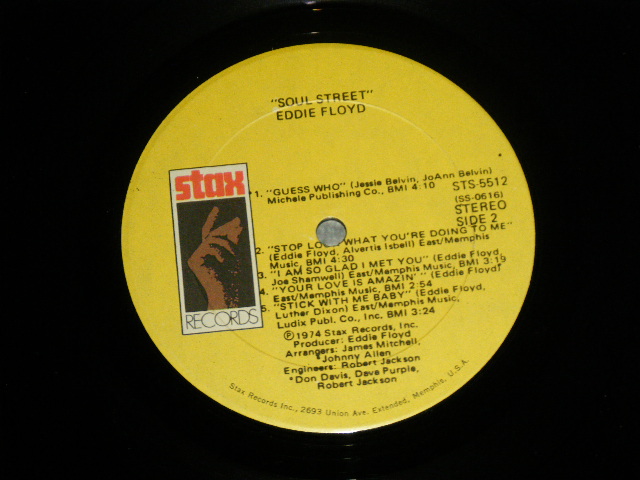 "SOUL STREET"
EDDIE FLOYD
stax
RECORDS
*1. "GUESS WHO" (Jessie Belvin, JoAnn Belvin)
Michele Publishing Co., BMI 4:10
STS-5512
(SS-0616)
STEREO
SIDE 2
2. "STOP LOOK WHAT YOU'RE DOING TO ME"
(Eddie Floyd, Alvertis Isbell) East/Memphis
Music, BMI 4:30
3. "I AM SO GLAD I MET YOU" (Eddie Floyd,
Joe Shamwell) East/Memphis Music, BMI 3:19
4. "YOUR LOVE IS AMAZIN'" (Eddie Floyd)
East/Memphis Music, BMI 2:54
5. "STICK WITH ME BABY" (Eddie Floyd,
Luther Dixon) East/Memphis Music,
Ludix Publ. Co., Inc. BMI 3:24
Ⓟ1974 Stax Records, Inc.
Producer: Eddie Floyd
Arrangers: James Mitchell,
*Johnny Allen
Engineers: Robert Jackson
*Don Davis, Dave Purple,
Robert Jackson
Stax Records Inc., 2693 Union Ave. Extended, Memphis, U.S.A.